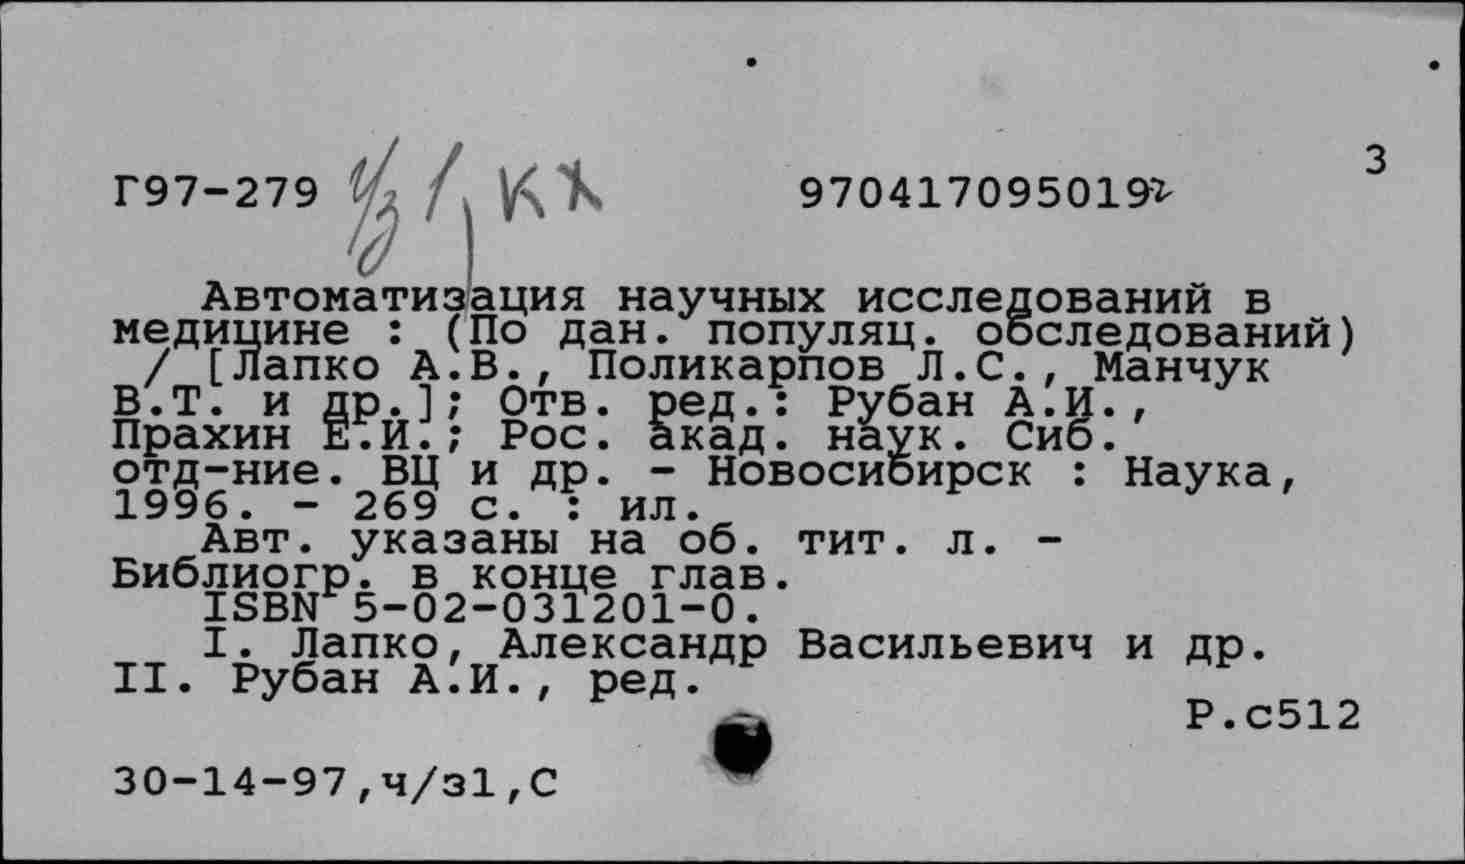 3
Г97-279 ч/з 1, КХ 9704170950191
Автоматизация научных исследований в
медицине : (По дан. популяц. обследований)
/ [Лапко А.В., Поликарпов Л.С., Манчук
В.Т. и др.]; Отв. ред.: Рубан А.И.,
Прахин Е.И.; Рос. акад. наук. Сиб.
отд-ние. ВЦ и др. - Новосибирск : Наука,
1996. - 269 с. : ил.
Авт. указаны на об. тит. л. -
Библиогр. в конце глав.
ISBN 5-02-031201-0.
I. Лапко, Александр Васильевич и др.
II. Рубан А.И., ред.
Р.с512
30-14-97,ч/з1,С